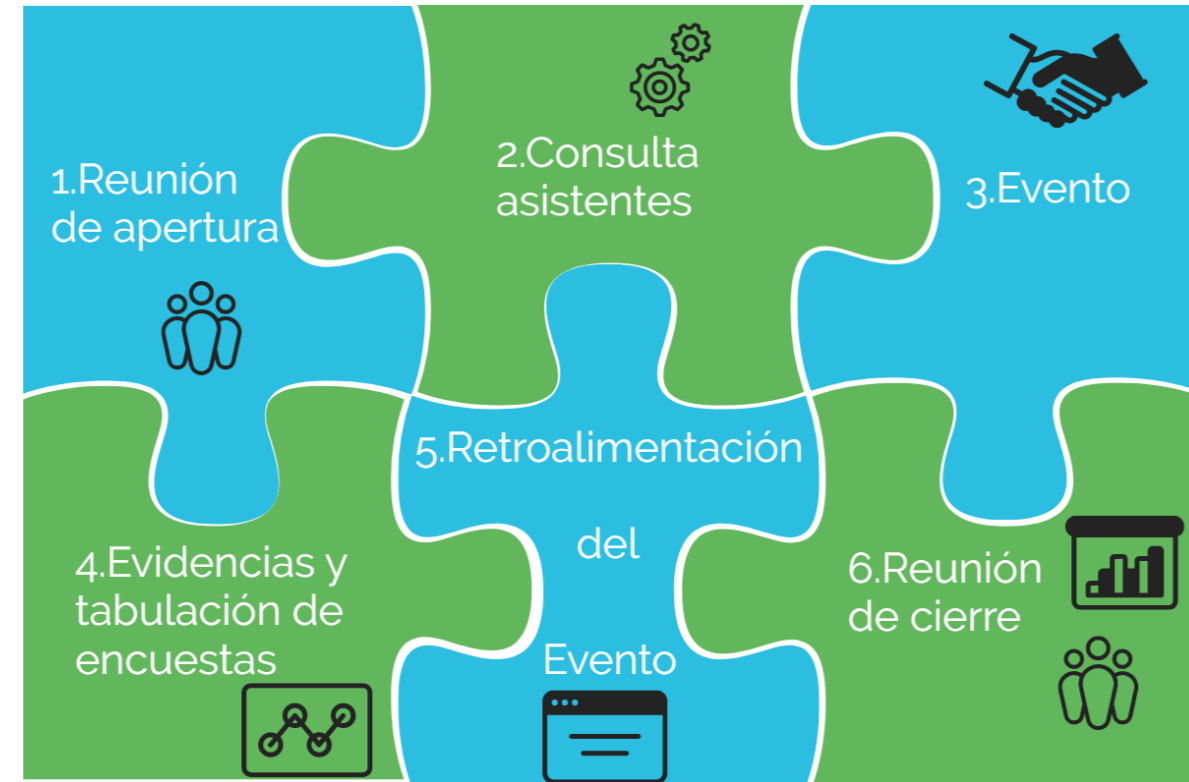 1.Reunión
de apertura
2.Consulta
asistentes
3.Evento
4.Evidencias y
tabulación de
encuestas
5.Retroalimentación
del
Evento
6.Reunión
de cierre